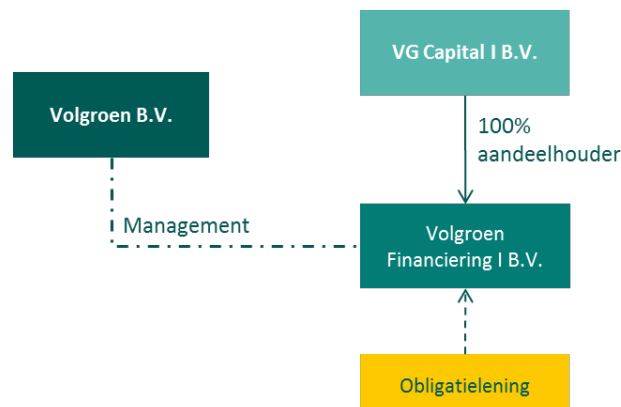 VG Capital I B.V.
Volgroen B.V.
100%
aandeelhouder
Management
Volgroen
Financiering I B.V.
Obligatielening